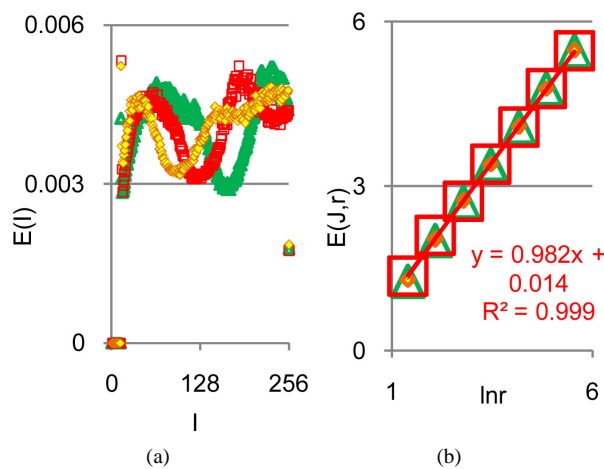 0.006
0.003
0
E(I)
0
128
256
I
(a)
6
3
0
E(J,r)
y = 0.982x +
0.014
R² = 0.999
1
lnr
6
(b)